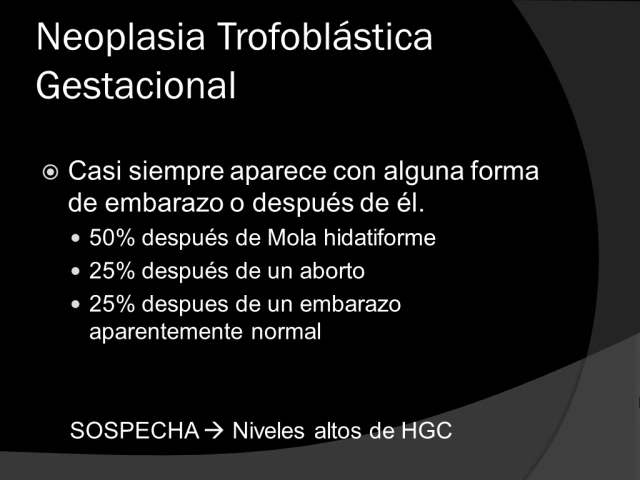 Neoplasia Trofoblástica
Gestacional
Casi siempre aparece con alguna forma
de embarazo o después de él.
50% después de Mola hidatiforme
25% después de un aborto
25% despues de un embarazo
aparentemente normal
SOSPECHA → Niveles altos de HGC